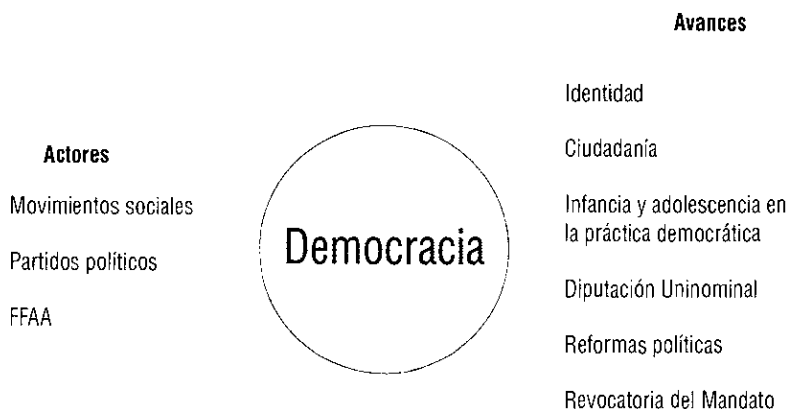 Actores
Movimientos sociales
Partidos políticos
FFAA
Democracia
Avances
Identidad
Ciudadanía
Infancia y adolescencia en
la práctica democrática
Diputación Uninominal
Reformas políticas
Revocatoria del Mandato